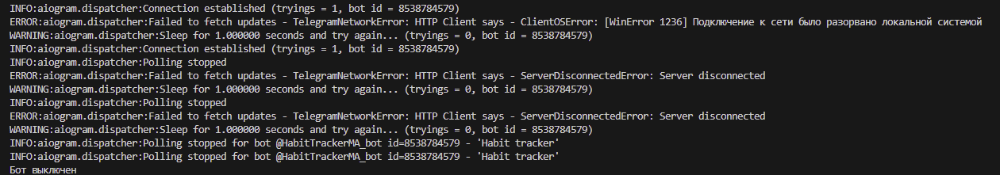 INFO:aiogram.dispatcher:Connection established (tryings = 1, bot id = 8538784579)
ERROR:aiogram.dispatcher:Failed to fetch updates - TelegramNetworkError: HTTP Client says - ClientOSError: [WinError 1236] Подключение к сети было разорвано локальной системой
WARNING:aiogram.dispatcher:Sleep for 1.000000 seconds and try again... (tryings = 0, bot id = 8538784579)
INFO:aiogram.dispatcher:Connection established (tryings = 1, bot id = 8538784579)
INFO:aiogram.dispatcher:Polling stopped
ERROR:aiogram.dispatcher:Failed to fetch updates - TelegramNetworkError: HTTP Client says - ServerDisconnectedError: Server disconnected
WARNING:aiogram.dispatcher:Sleep for 1.000000 seconds and try again... (tryings = 0, bot id = 8538784579)
INFO:aiogram.dispatcher:Polling stopped
ERROR:aiogram.dispatcher:Failed to fetch updates - TelegramNetworkError: HTTP Client says - ServerDisconnectedError: Server disconnected
WARNING:aiogram.dispatcher:Sleep for 1.000000 seconds and try again... (tryings = 0, bot id = 8538784579)
INFO:aiogram.dispatcher:Polling stopped for bot @HabitTrackerMA_bot id=8538784579 - 'Habit tracker'
INFO:aiogram.dispatcher:Polling stopped for bot @HabitTrackerMA_bot id=8538784579 - 'Habit tracker'
Бот выключен